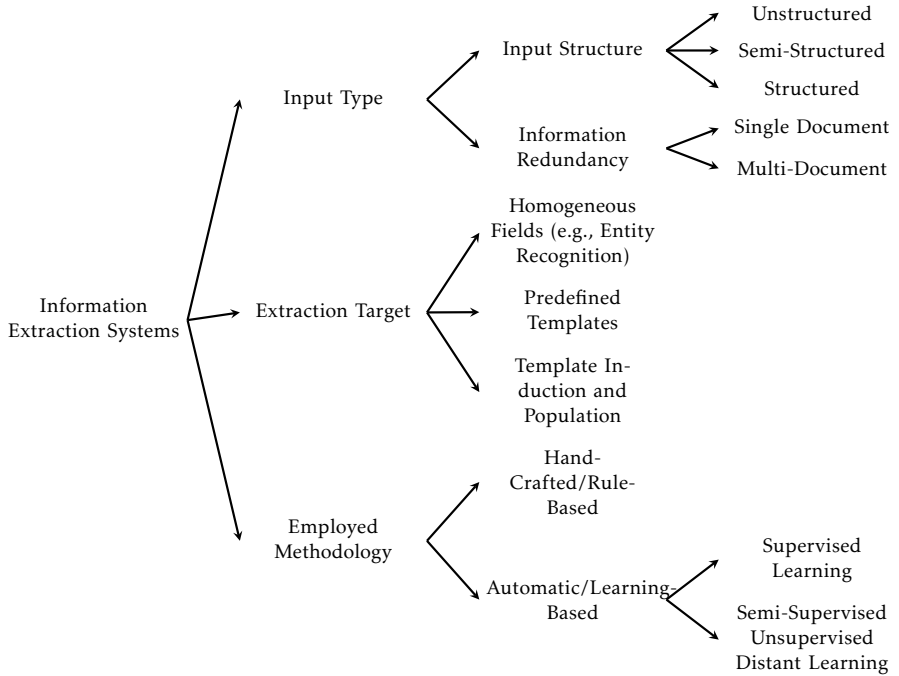 Information
Extraction Systems
Input Type
Input Structure
Unstructured
Semi-Structured
Structured
Information
Redundancy
Single Document
Multi-Document
Extraction Target
Homogeneous
Fields (e.g., Entity
Recognition)
Predefined
Templates
Template In-
duction and
Population
Employed
Methodology
Hand-
Crafted/Rule-
Based
Automatic/Learning-
Based
Supervised
Learning
Semi-Supervised
Unsupervised
Distant Learning